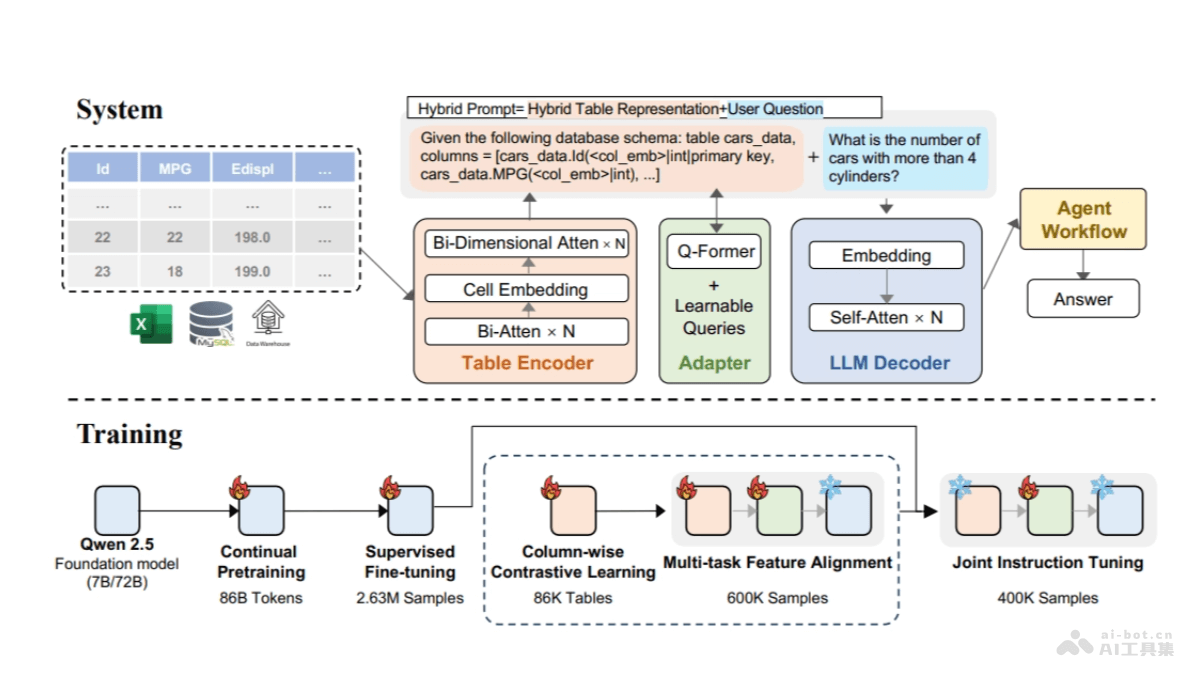 System
Hybrid Prompt= Hybrid Table Representation+User Question
Given the following database schema: table cars_data,
columns = [cars_data.Id(<col_emb>|int|primary key,
cars_data.MPG(<col_emb>|int), ...]
+
What is the number of
cars with more than 4
cylinders?
Id MPG Edispl ...
... ... ... ...
22 22 198.0 ...
23 18 199.0 ...
X
MySQL
Data Warehouse
Bi-Dimensional Atten × N
Cell Embedding
Bi-Atten × N
Table Encoder
Q-Former
+
Learnable
Queries
Adapter
Embedding
Self-Atten × N
LLM Decoder
Agent
Workflow
Answer
Training
Qwen 2.5
Foundation model
(7B/72B)
Continual
Pretraining
86B Tokens
Supervised
Fine-tuning
2.63M Samples
Column-wise
Contrastive Learning
86K Tables
Multi-task Feature Alignment
600K Samples
Joint Instruction Tuning
400K Samples
ai-bot.cn
AI工具集